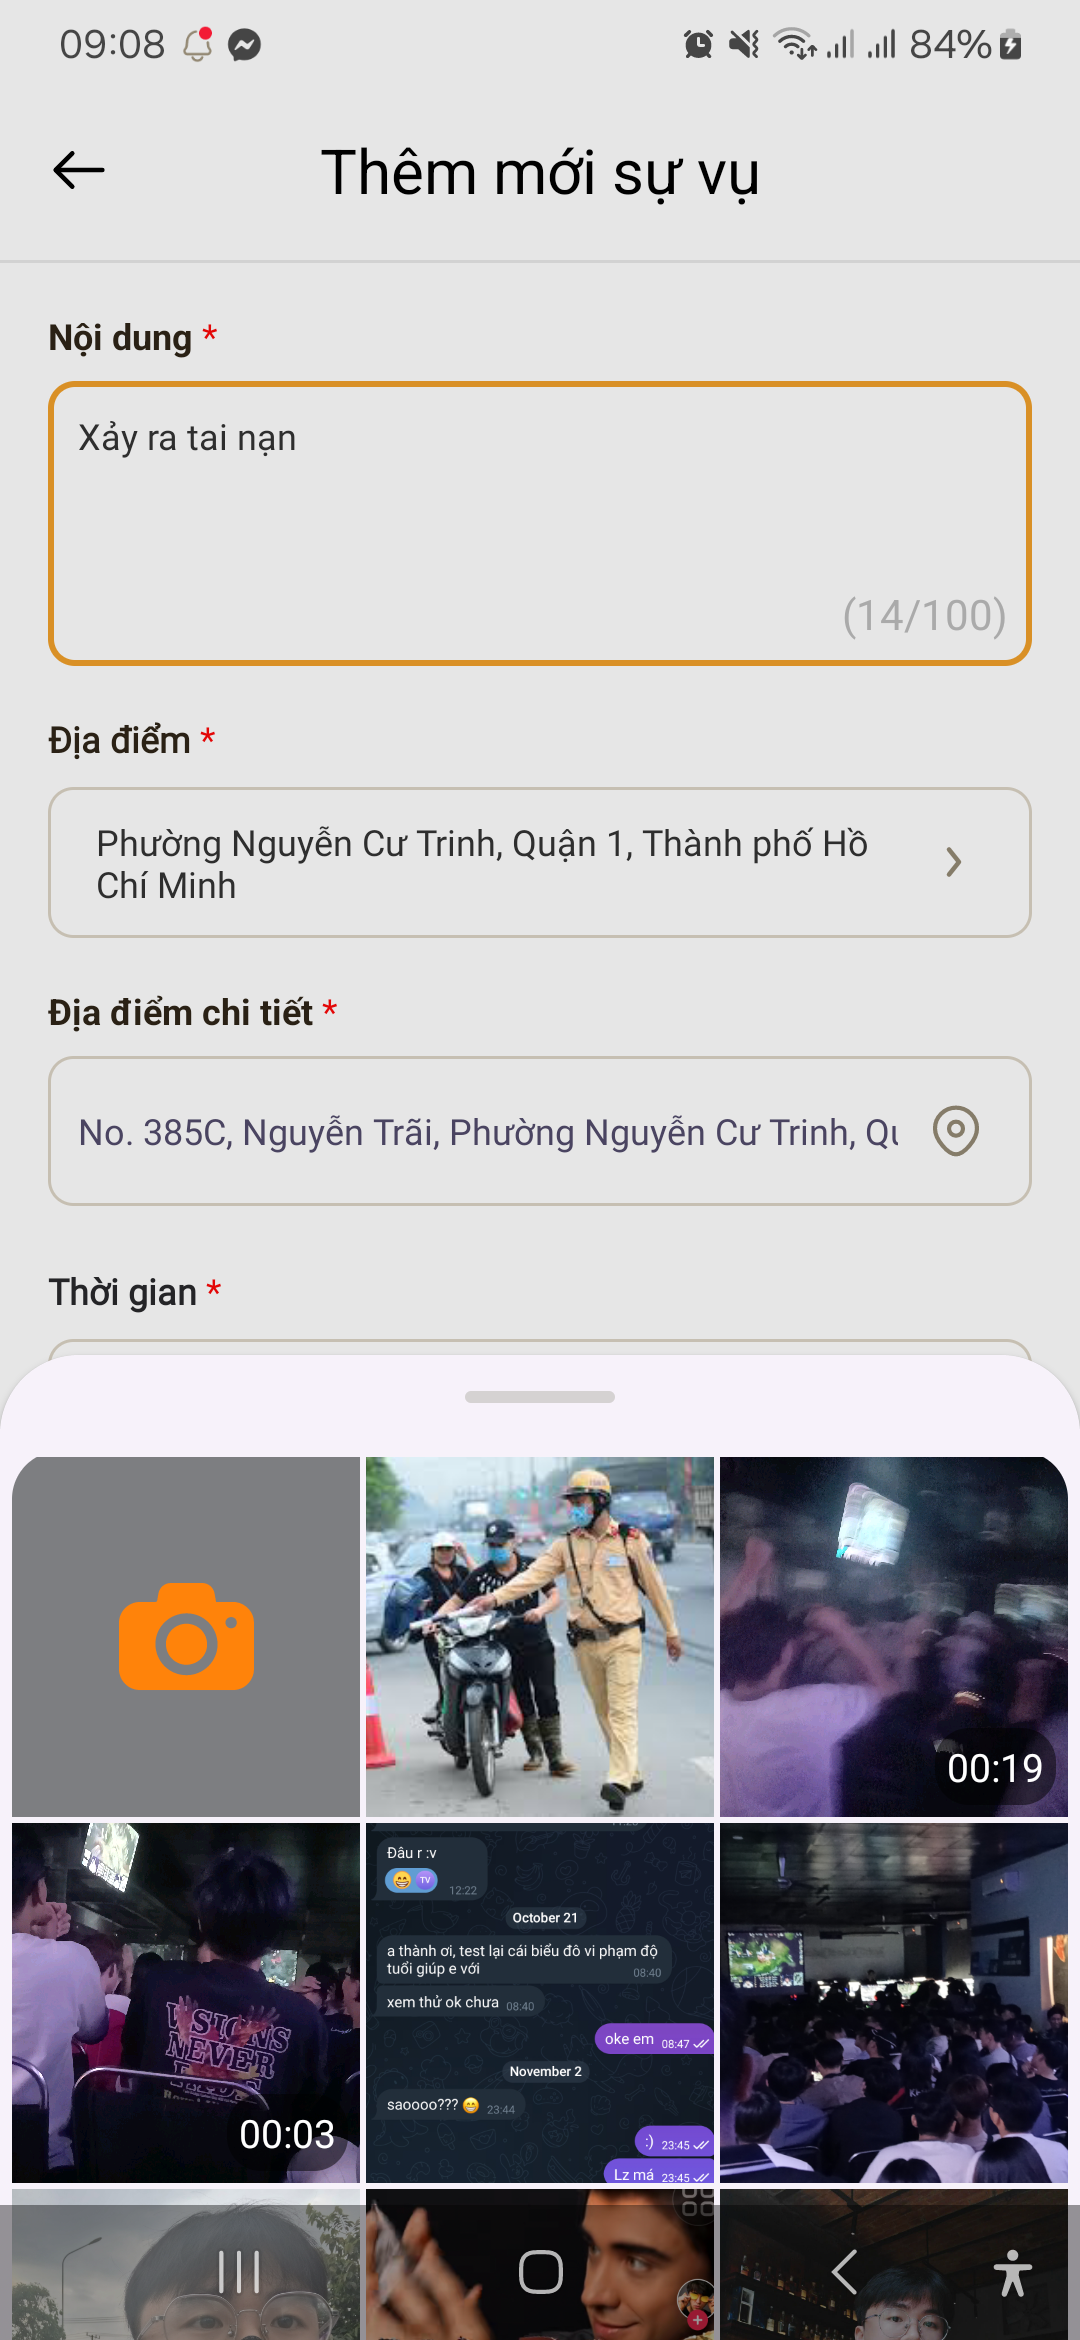 09:08
84%
Thêm mới sự vụ
Nội dung *
Xảy ra tai nạn
(14/100)
Địa điểm *
Phường Nguyễn Cư Trinh, Quận 1, Thành phố Hồ
Chí Minh
Địa điểm chi tiết *
No. 385C, Nguyễn Trãi, Phường Nguyễn Cư Trinh, Qu
Thời gian *
00:19
00:03
Đâu r :v
TV
12:22
October 21
a thành ơi, test lại cái biểu đô vi phạm độ
tuổi giúp e với
08:40
xem thử ok chưa 08:40
oke em 08:47
November 2
saoooo??? 😁 23:44
:) 23:45
Lz má 23:45
NEVER